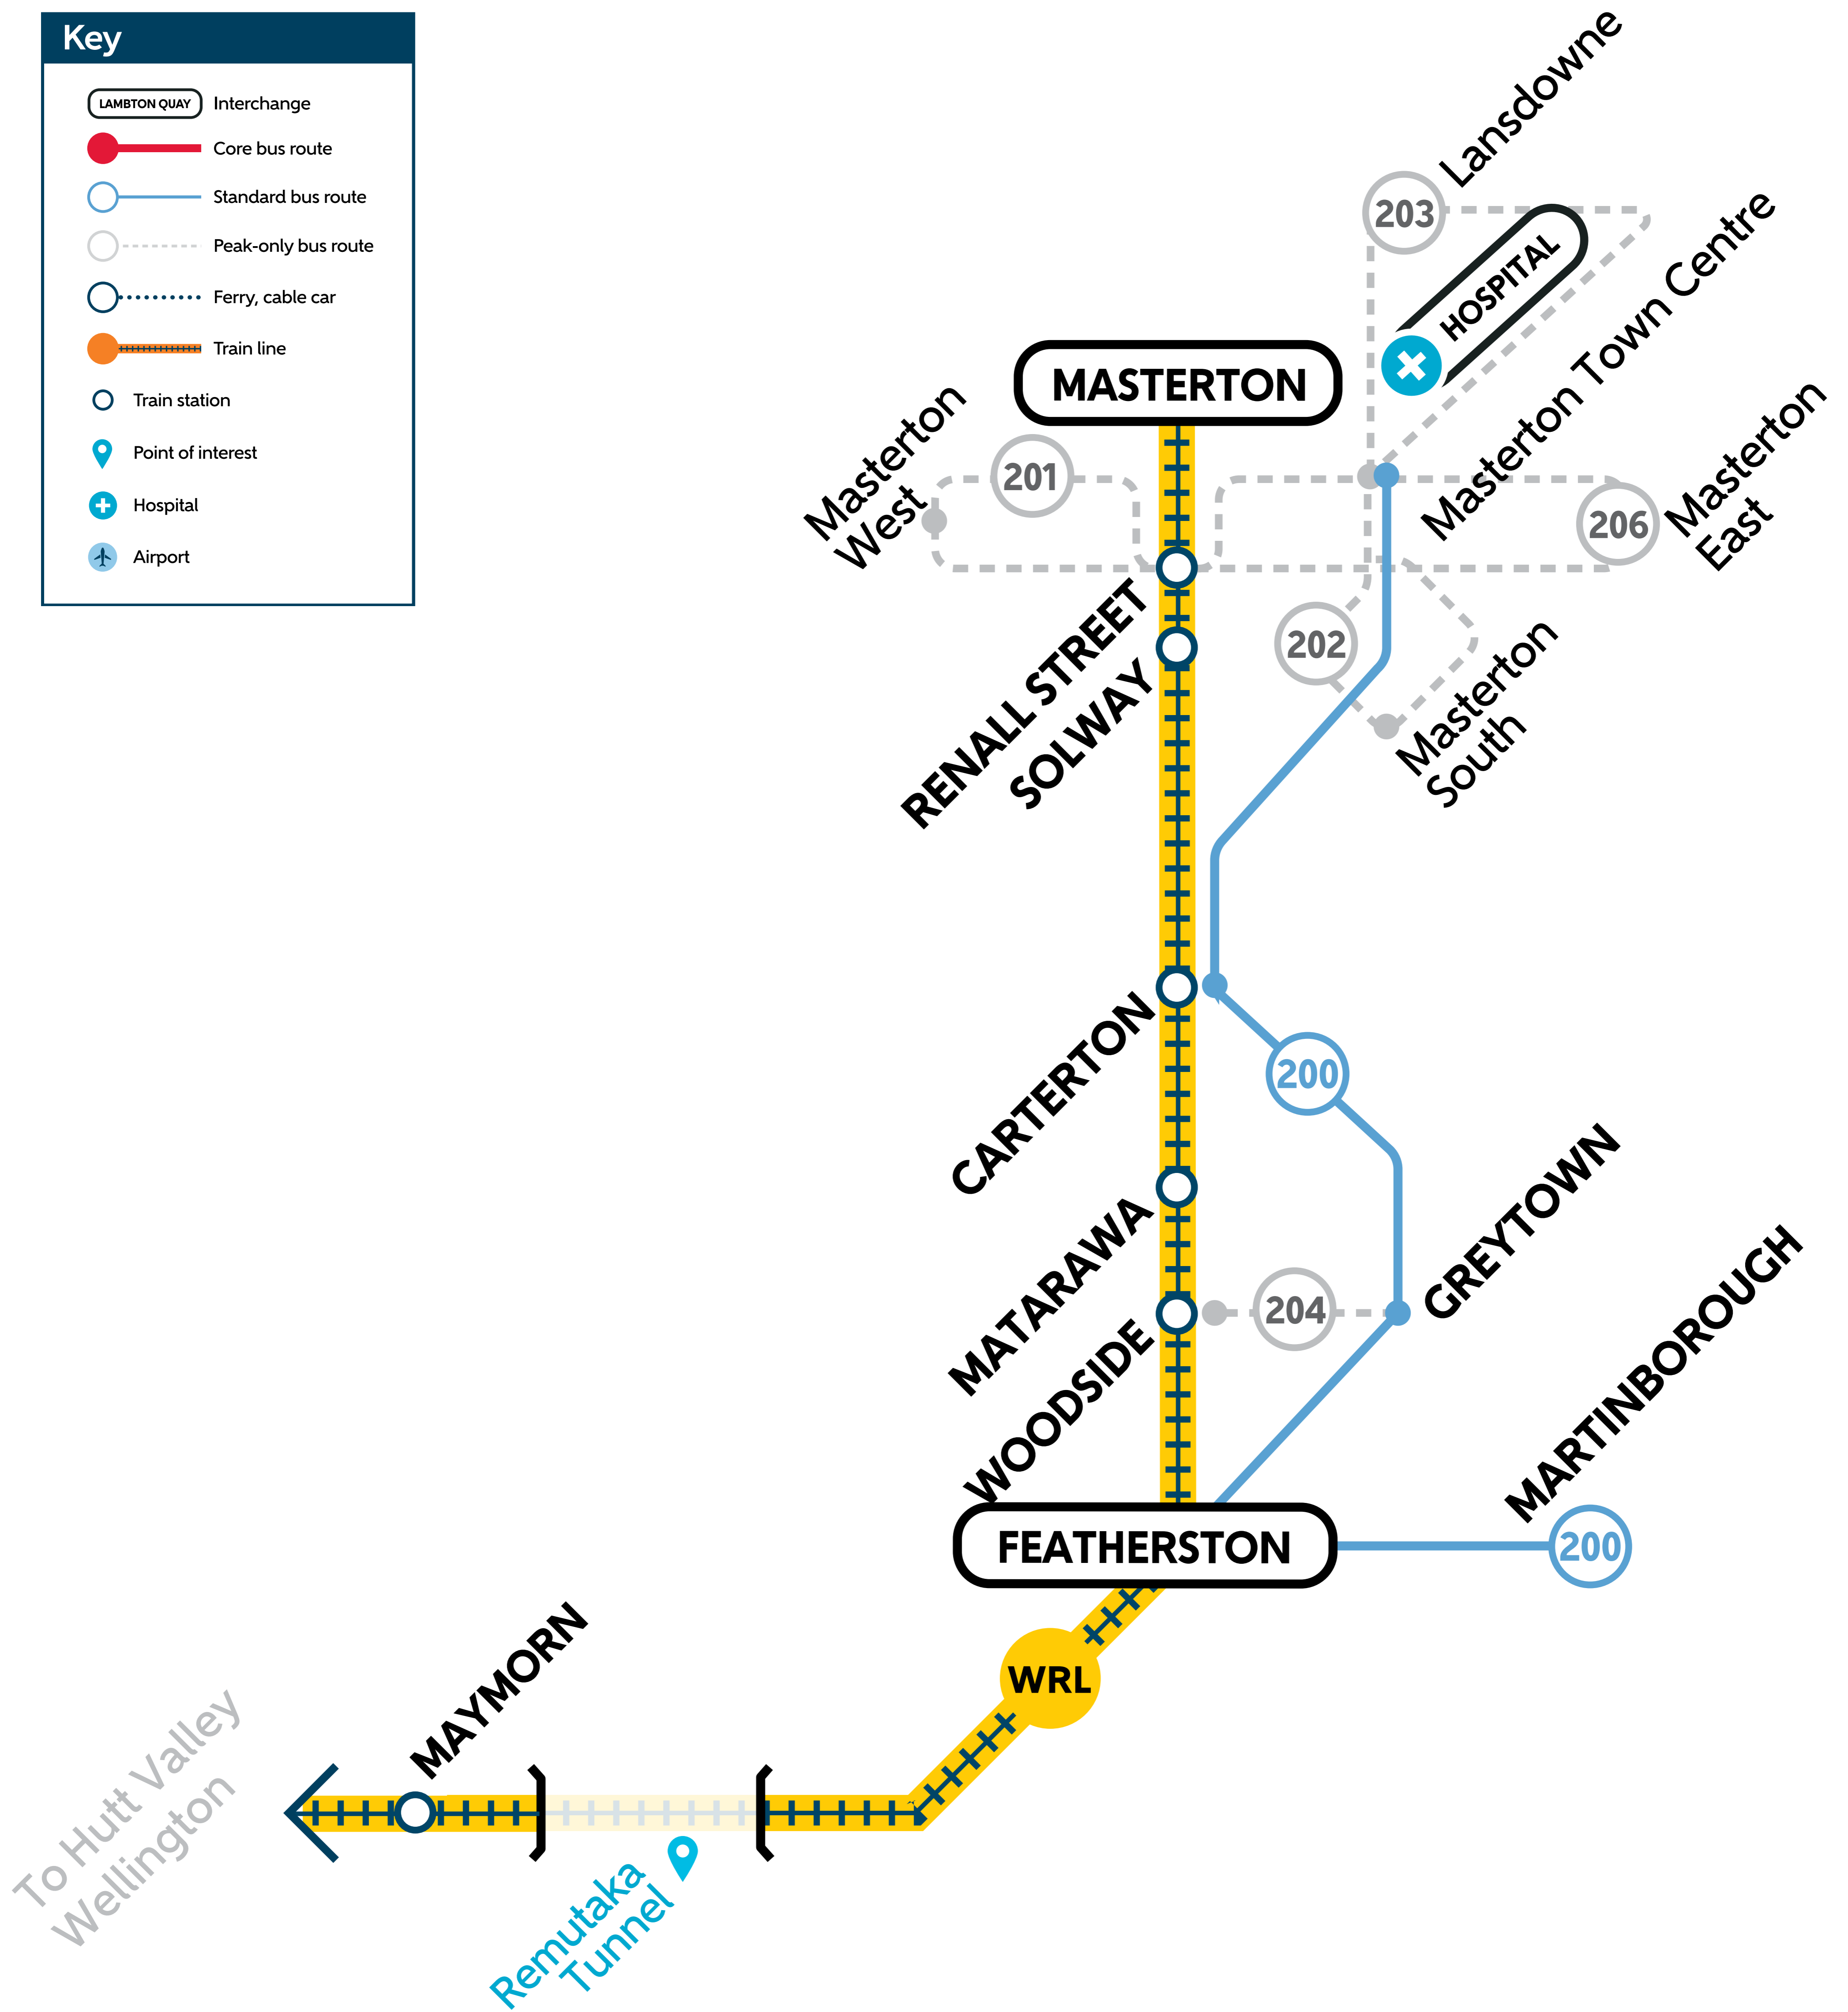 Key
LAMBTON QUAY
Interchange
Core bus route
Standard bus route
Peak-only bus route
Ferry, cable car
Train line
Train station
Point of interest
Hospital
Airport
Lansdowne
203
HOSPITAL
Masterton Town Centre
MASTERTON
Masterton
West
201
206
Masterton
East
RENALL STREET
SOLWAY
202
Masterton
South
CARTERTON
200
MATARAWA
GREYTOWN
204
WOODSIDE
MARTINBOROUGH
FEATHERSTON
200
WRL
MAYMORN
To Hutt Valley
Wellington
Remutaka
Tunnel